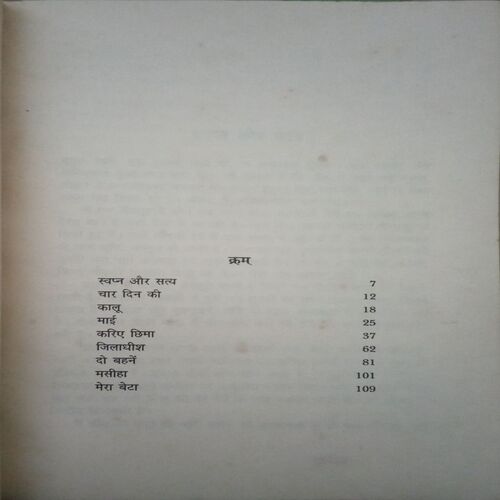 क्रम्
स्वप्न और सत्य 7
चार दिन की 12
कालू 18
माई 25
करिए छिमा 37
जिलाधीश 62
दो बहनें 81
मसीहा 101
मेरा बेटा 109